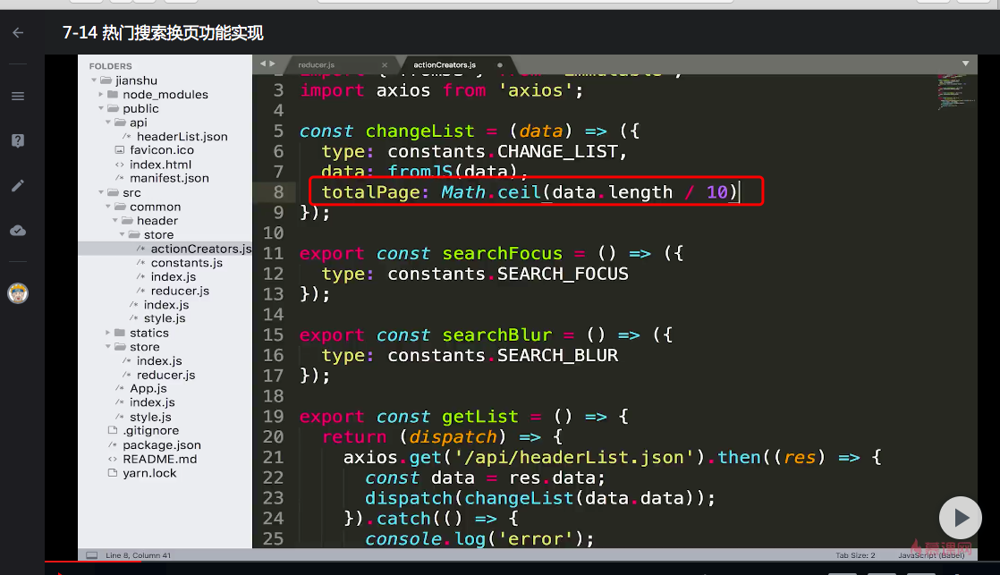 7-14 热门搜索换页功能实现
FOLDERS
jianshu
node_modules
public
api
/* headerList.json
favicon.ico
<> index.html
/* manifest.json
src
common
header
store
/* actionCreators.js
/* constants.js
/* index.js
/* reducer.js
/* index.js
/* style.js
statics
store
/* index.js
/* reducer.js
/* App.js
/* index.js
/* style.js
.gitignore
/* package.json
<> README.md
yarn.lock
reducer.js ×
actionCreators.js
3 import axios from 'axios';
4
5 const changeList = (data) => ({
6 type: constants.CHANGE_LIST,
7 data: fromJS(data),
8 totalPage: Math.ceil(data.length / 10)
9 });
10
11 export const searchFocus = () => ({
12 type: constants.SEARCH_FOCUS
13 });
14
15 export const searchBlur = () => ({
16 type: constants.SEARCH_BLUR
17 });
18
19 export const getList = () => {
20 return (dispatch) => {
21 axios.get('/api/headerList.json').then((res) => {
22 const data = res.data;
23 dispatch(changeList(data.data));
24 }).catch(() => {
25 console.log('error');
Line 8, Column 41
Tab Size: 2
JavaScript (Babel)
慕课网